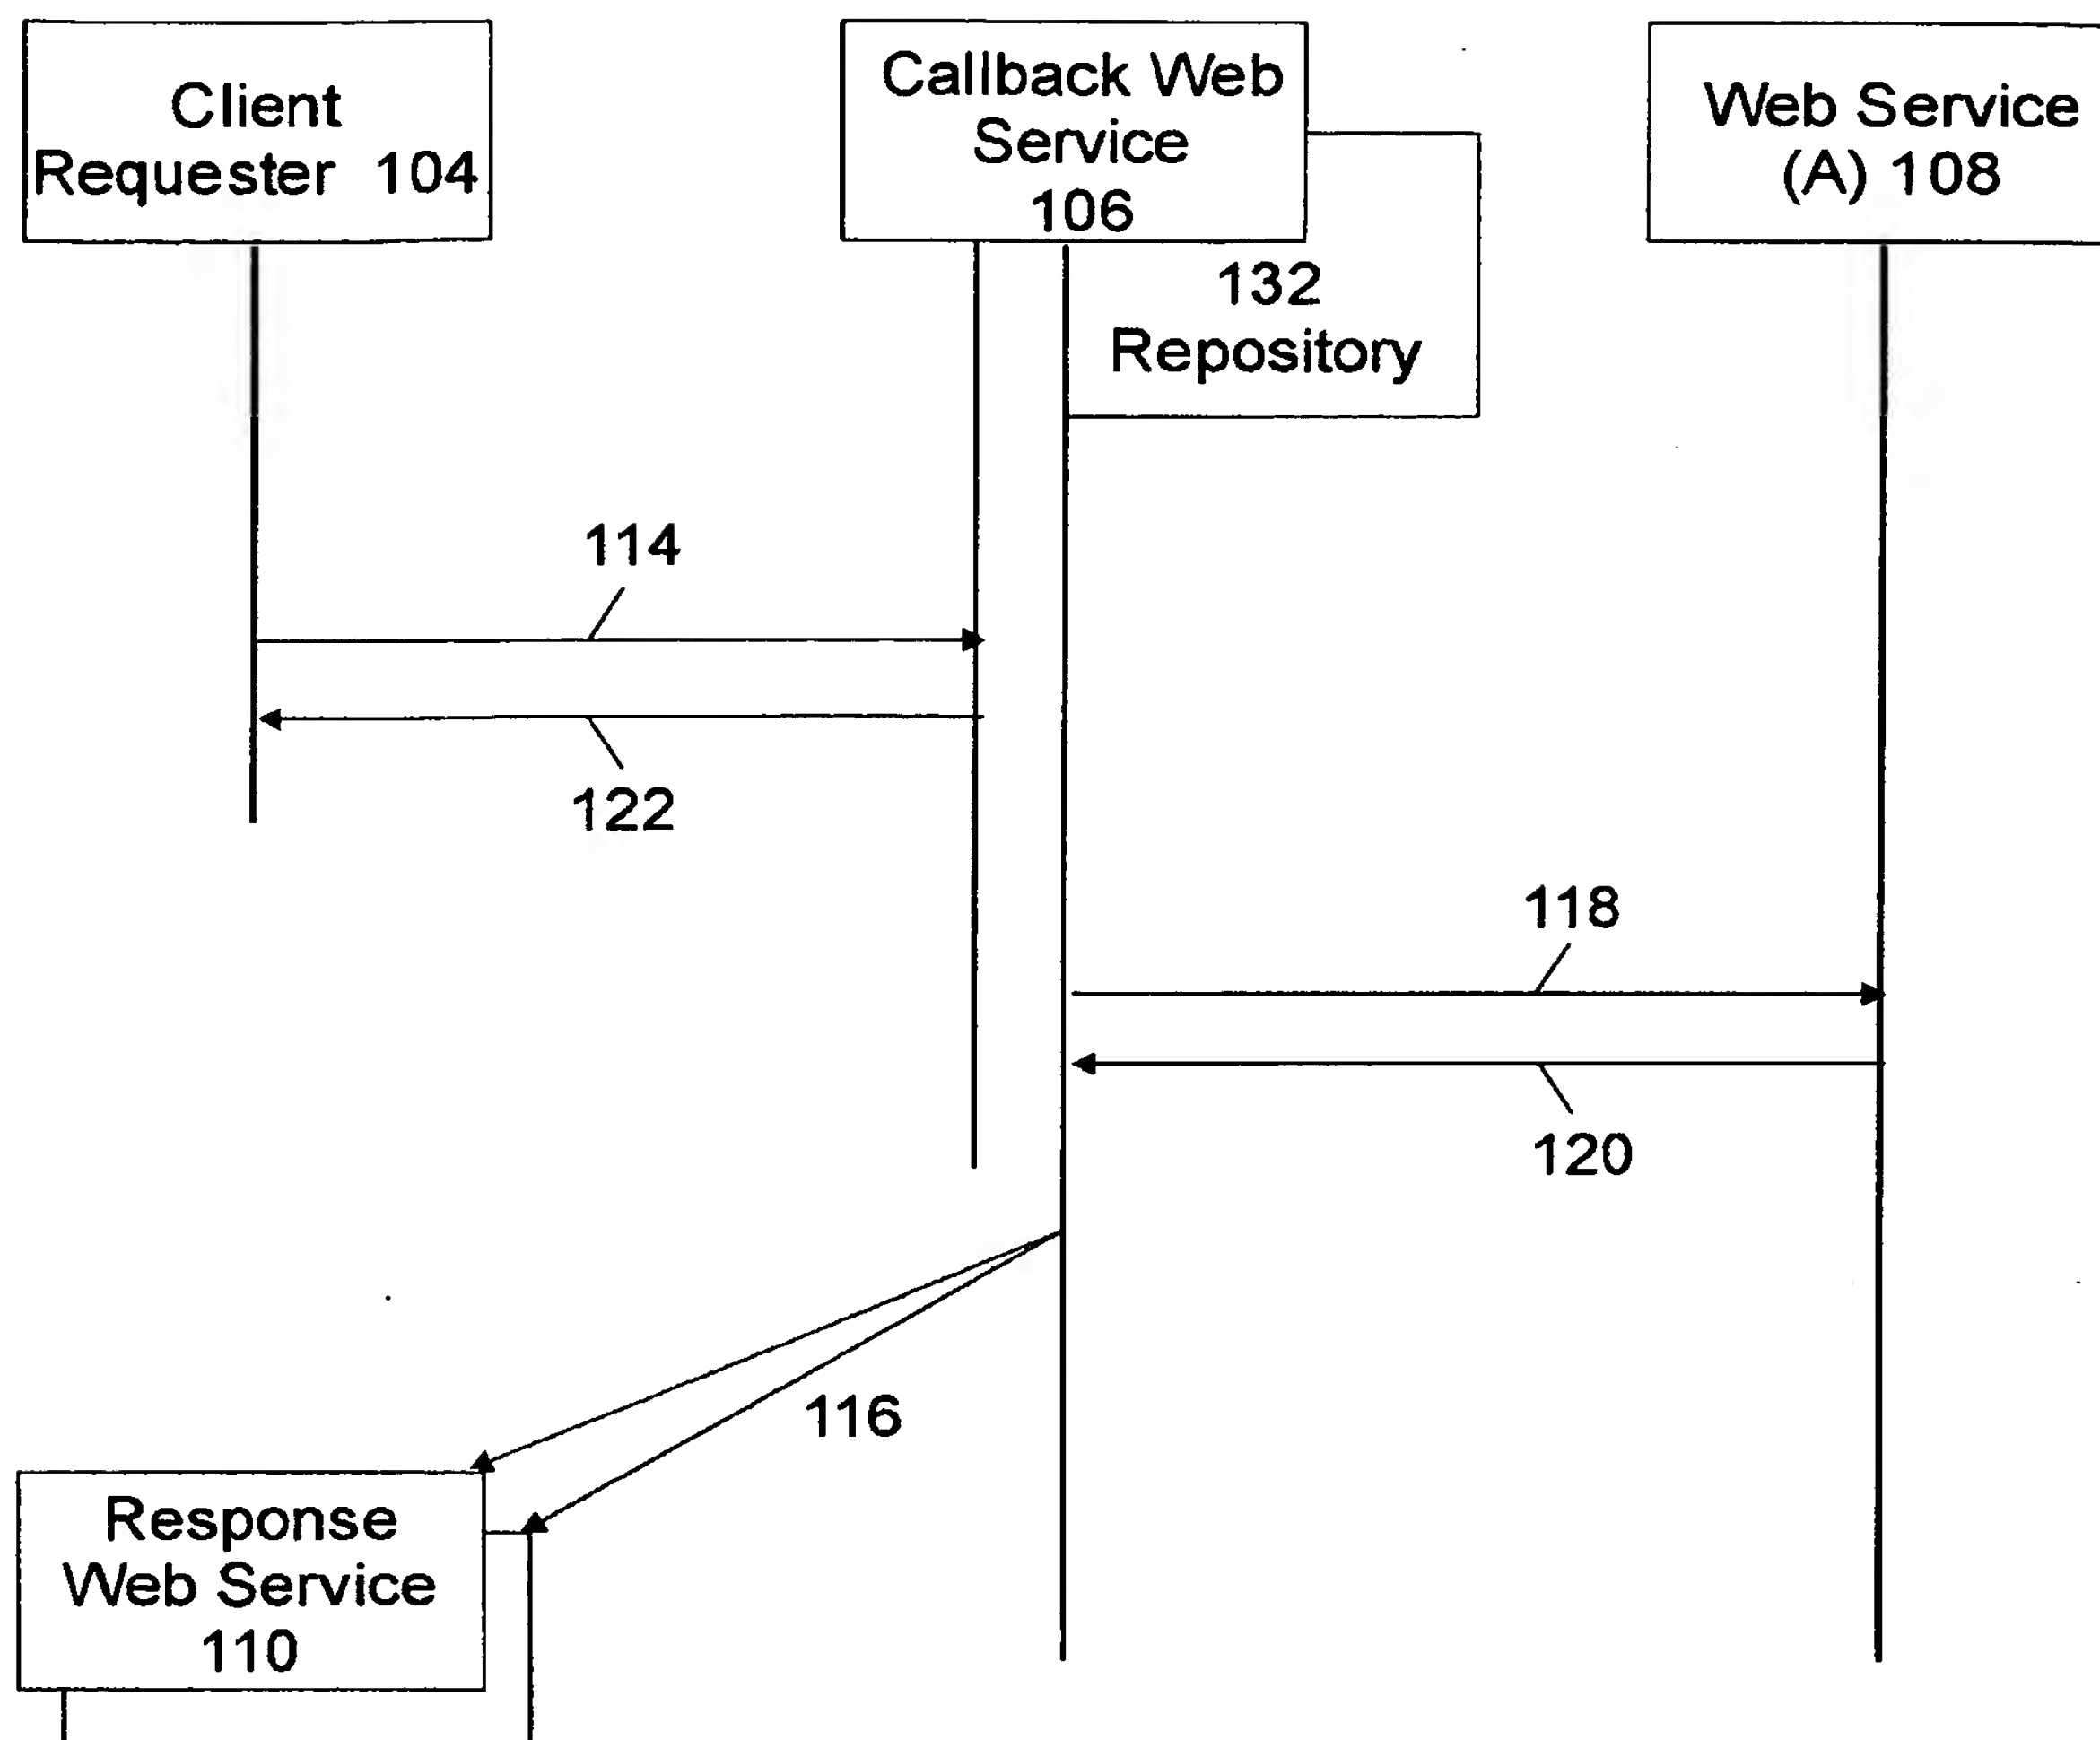 Client
Requester 104
Callback Web
Service
106
Web Service
(A) 108
132
Repository
114
122
118
120
116
Response
Web Service
110